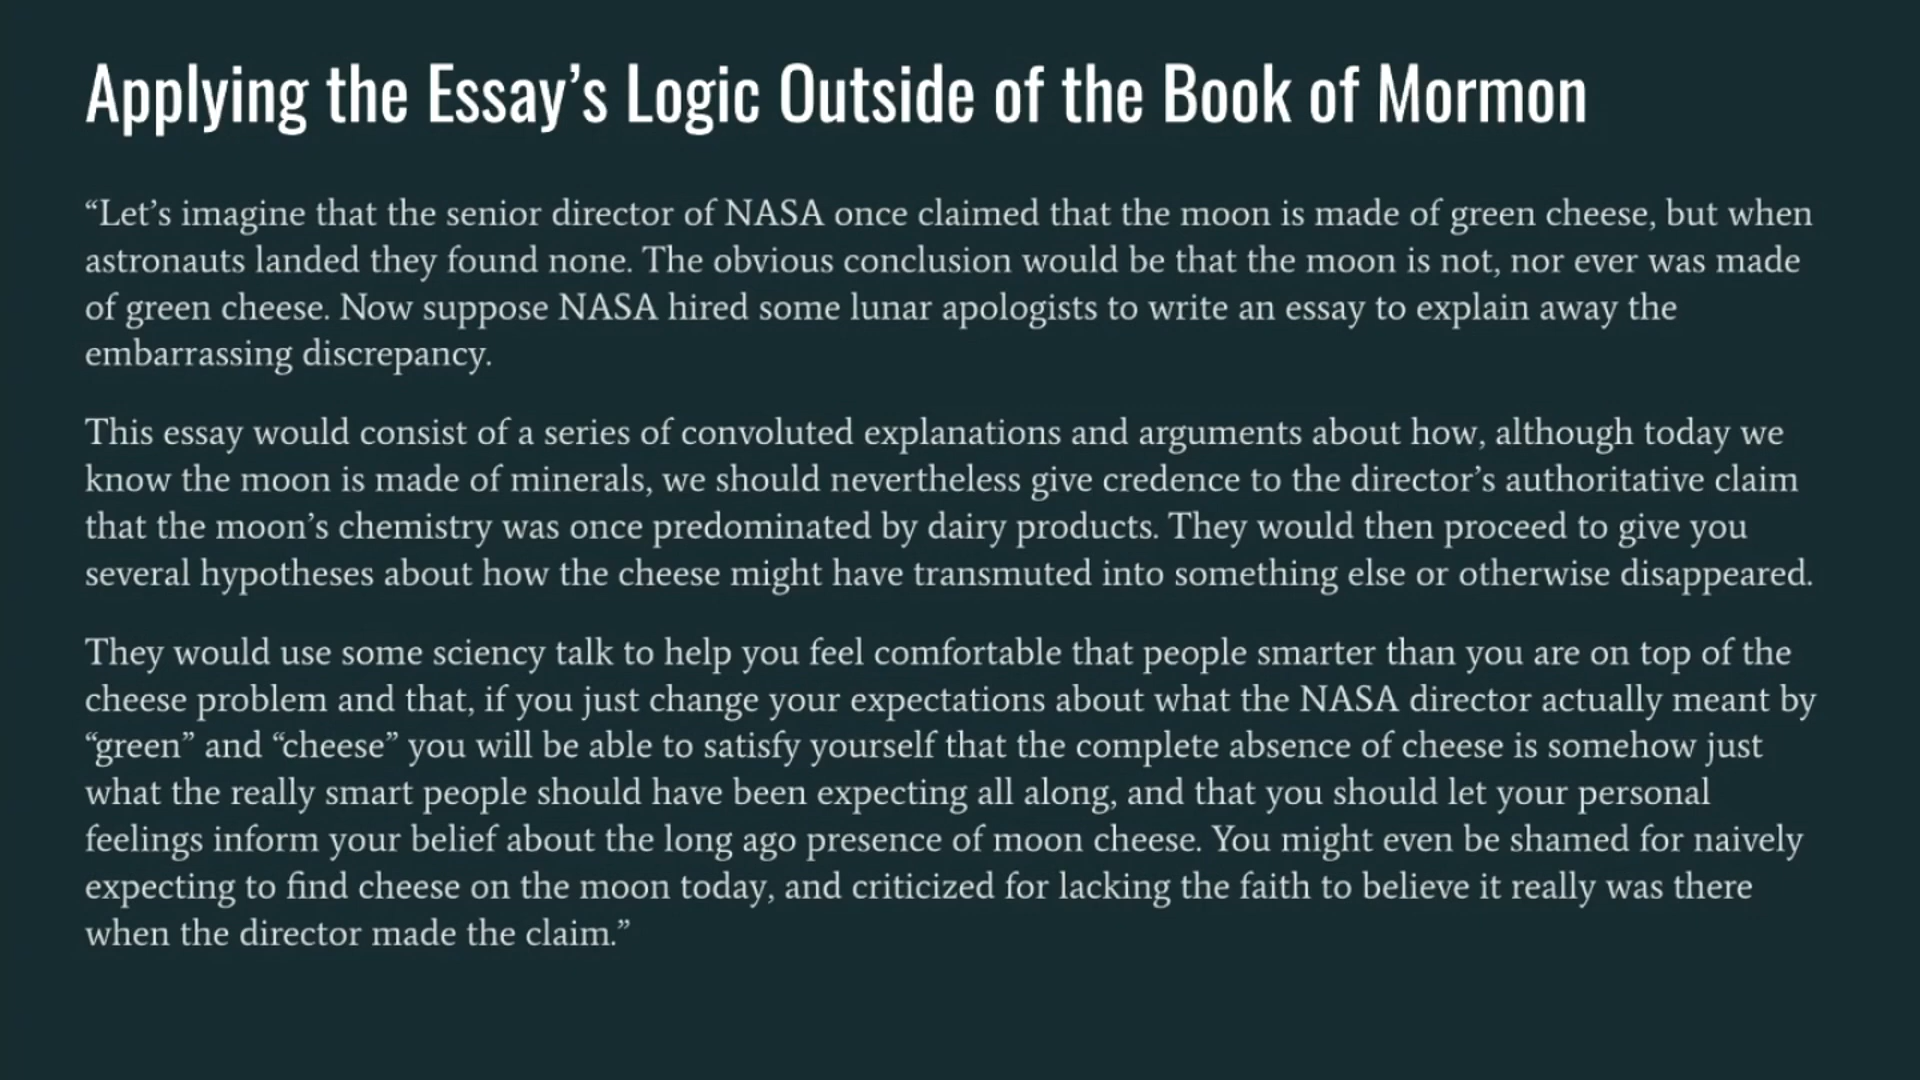 Applying the Essay’s Logic Outside of the Book of Mormon
“Let’s imagine that the senior director of NASA once claimed that the moon is made of green cheese, but when
astronauts landed they found none. The obvious conclusion would be that the moon is not, nor ever was made
of green cheese. Now suppose NASA hired some lunar apologists to write an essay to explain away the
embarrassing discrepancy.
This essay would consist of a series of convoluted explanations and arguments about how, although today we
know the moon is made of minerals, we should nevertheless give credence to the director’s authoritative claim
that the moon’s chemistry was once predominated by dairy products. They would then proceed to give you
several hypotheses about how the cheese might have transmuted into something else or otherwise disappeared.
They would use some sciency talk to help you feel comfortable that people smarter than you are on top of the
cheese problem and that, if you just change your expectations about what the NASA director actually meant by
“green” and “cheese” you will be able to satisfy yourself that the complete absence of cheese is somehow just
what the really smart people should have been expecting all along, and that you should let your personal
feelings inform your belief about the long ago presence of moon cheese. You might even be shamed for naively
expecting to find cheese on the moon today, and criticized for lacking the faith to believe it really was there
when the director made the claim.”